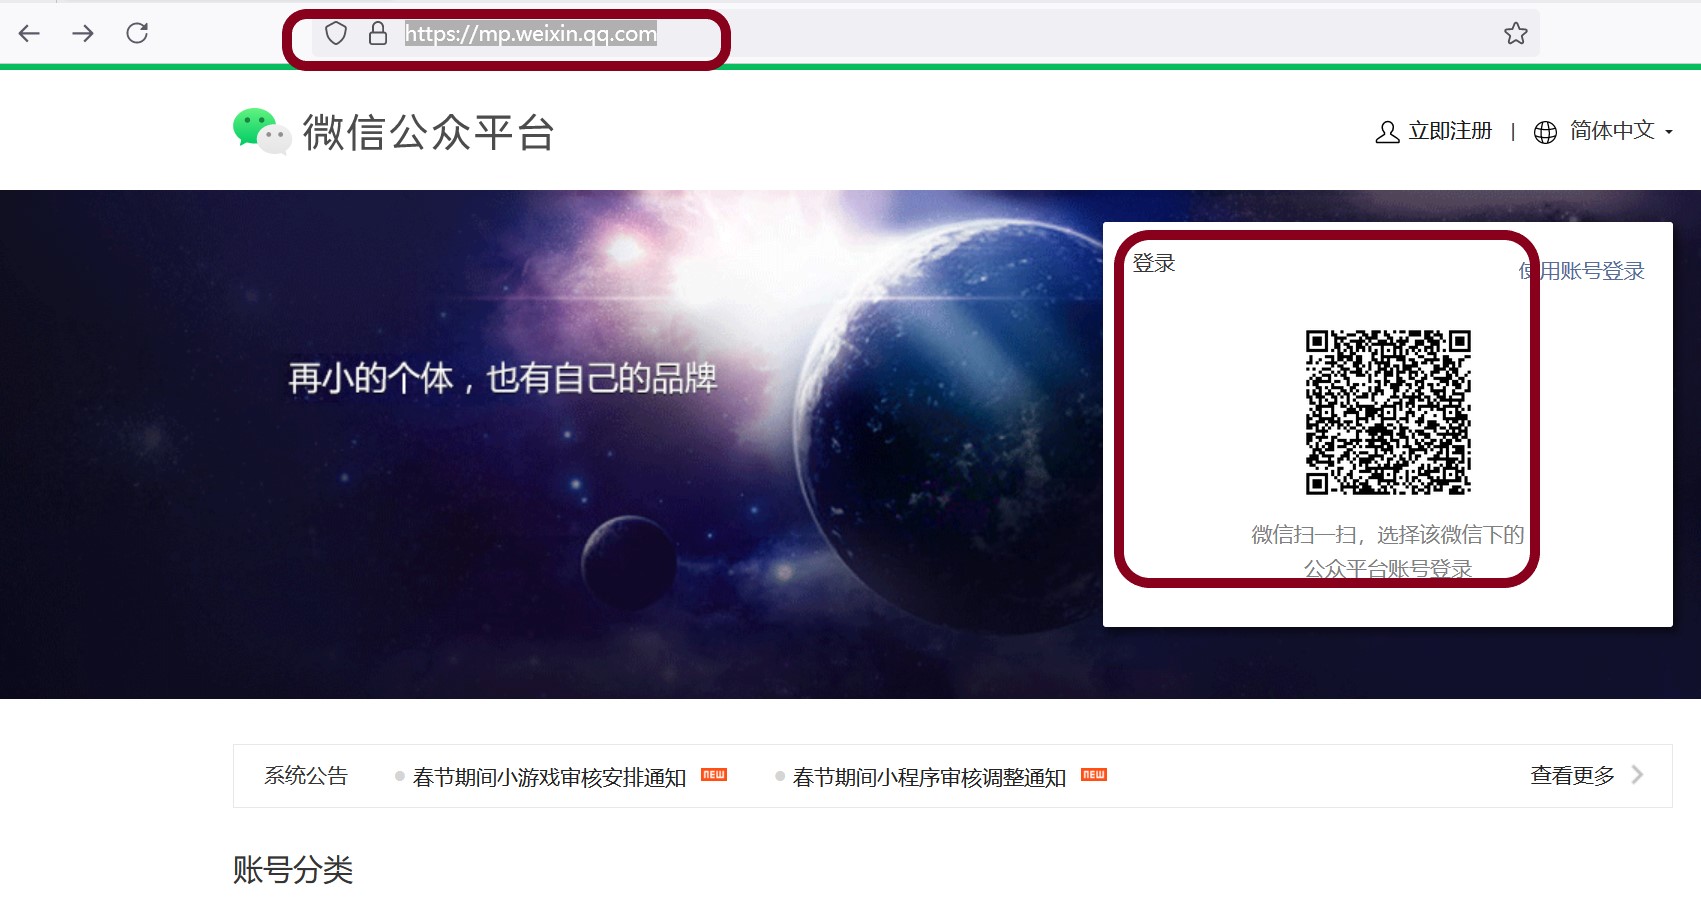 https://mp.weixin.qq.com
微信公众平台
立即注册 | 简体中文
登录
使用账号登录
再小的个体，也有自己的品牌
微信扫一扫，选择该微信下的
公众平台账号登录
系统公告 春节期间小游戏审核安排通知 NEW 春节期间小程序审核调整通知 NEW 查看更多
账号分类